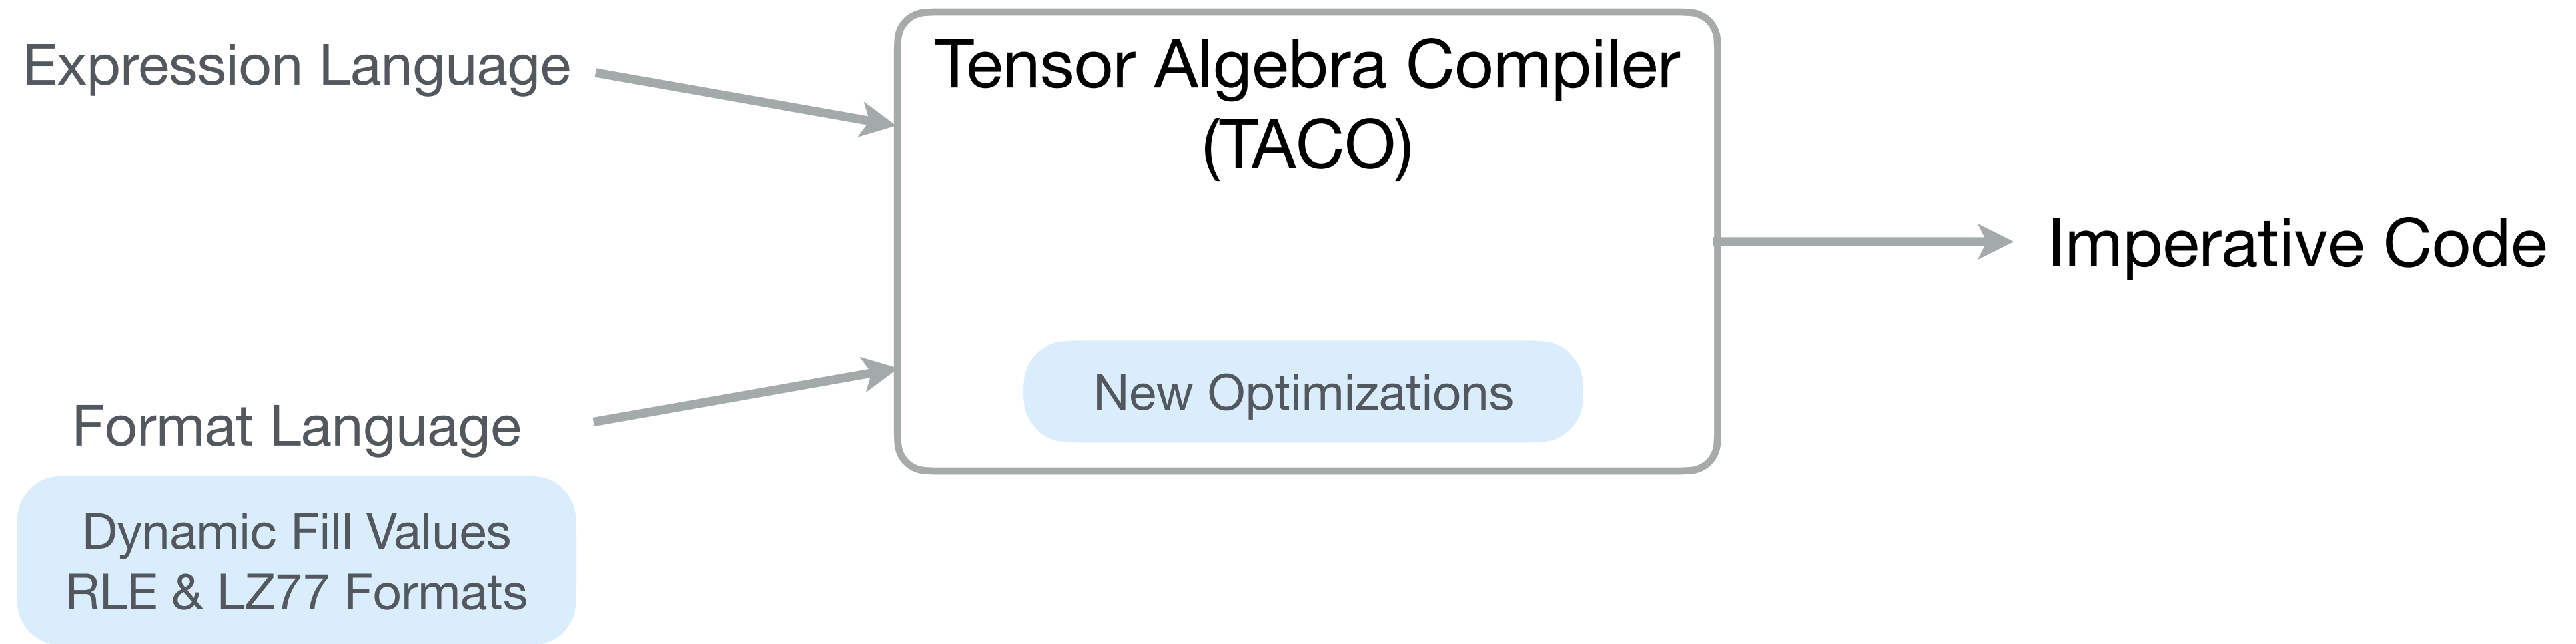 Expression Language
Tensor Algebra Compiler
(TACO)
Imperative Code
New Optimizations
Format Language
Dynamic Fill Values
RLE & LZ77 Formats